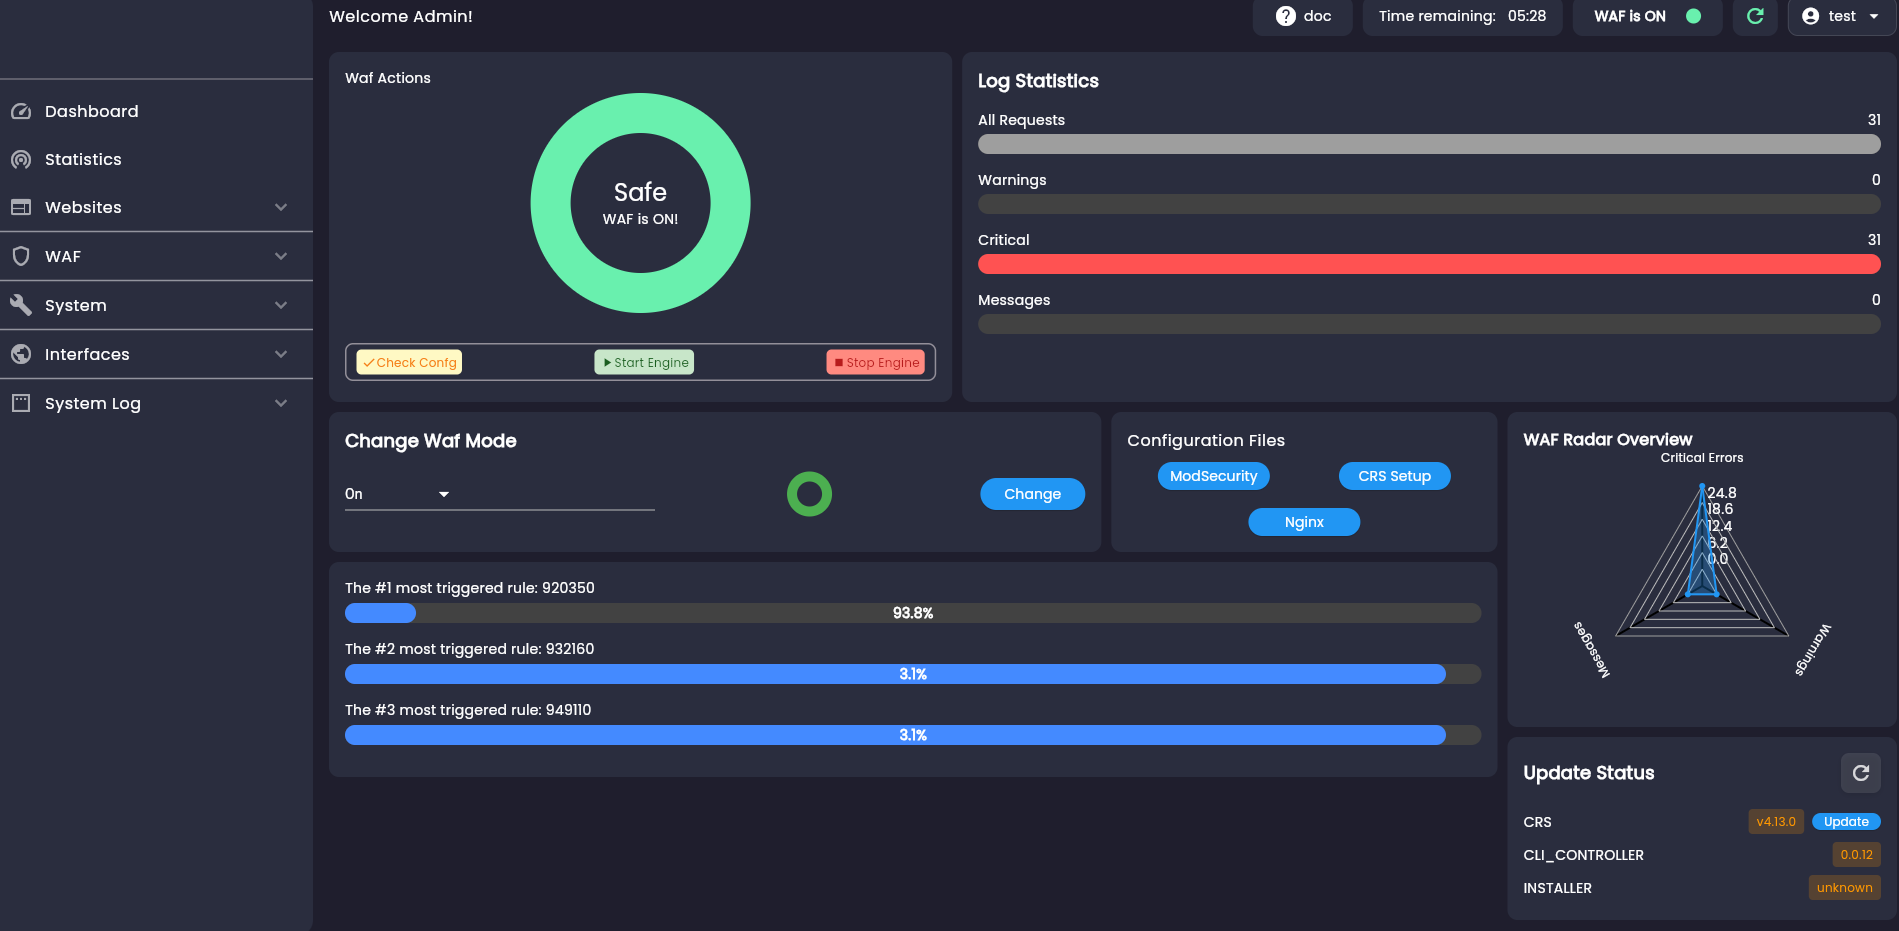 Welcome Admin!
doc
Time remaining: 05:28
WAF is ON
test
Dashboard
Statistics
Websites
WAF
System
Interfaces
System Log
Waf Actions
Safe
WAF is ON!
Check Confg
Start Engine
Stop Engine
Log Statistics
All Requests 31
Warnings 0
Critical 31
Messages 0
Change Waf Mode
On
Change
Configuration Files
ModSecurity
CRS Setup
Nginx
WAF Radar Overview
Critical Errors
24.8
18.6
12.4
6.2
0.0
Messages
Warnings
The #1 most triggered rule: 920350
93.8%
The #2 most triggered rule: 932160
3.1%
The #3 most triggered rule: 949110
3.1%
Update Status
CRS v4.13.0 Update
CLI_CONTROLLER 0.0.12
INSTALLER unknown